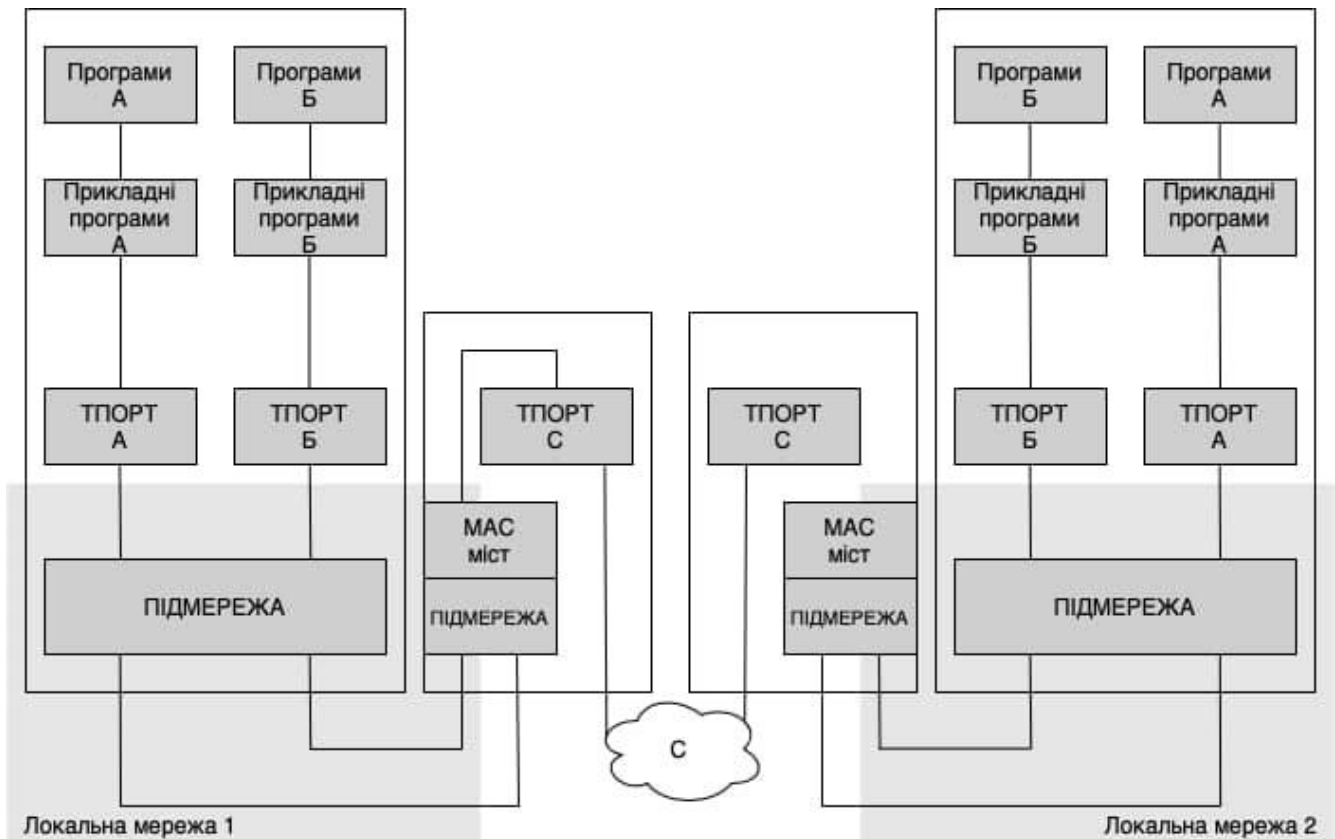 Програми
А
Програми
Б
Програми
Б
Програми
А
Прикладні
програми
А
Прикладні
програми
Б
Прикладні
програми
Б
Прикладні
програми
А
ТПОРТ
А
ТПОРТ
Б
ТПОРТ
С
ТПОРТ
С
ТПОРТ
Б
ТПОРТ
А
МАС
міст
МАС
міст
ПІДМЕРЕЖА
ПІДМЕРЕЖА
ПІДМЕРЕЖА
ПІДМЕРЕЖА
С
Локальна мережа 1
Локальна мережа 2